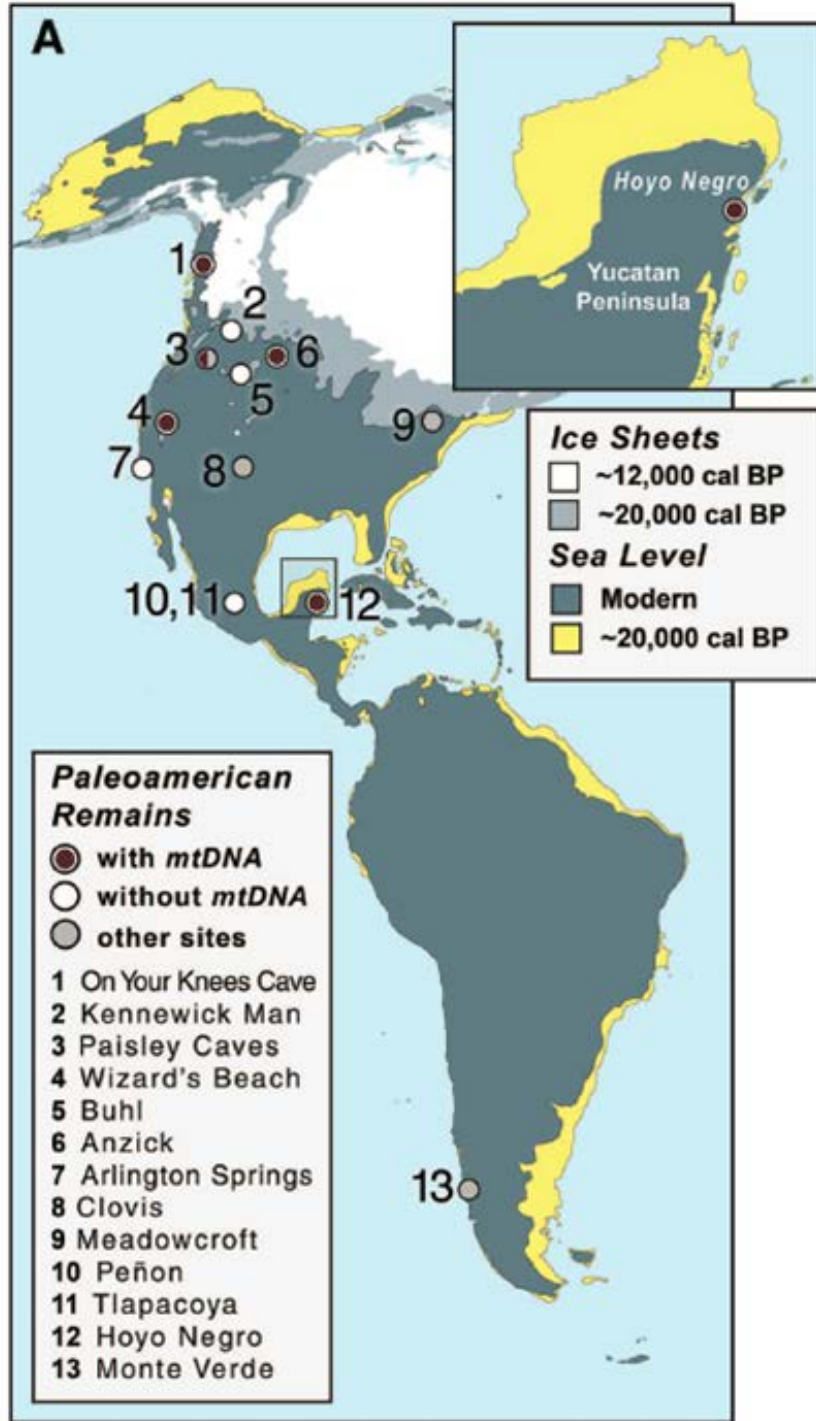 A
Hoyo Negro
Yucatan
Peninsula
1
2
3
6
5
4
9
7
8
10,11
12
13
Ice Sheets
~12,000 cal BP
~20,000 cal BP
Sea Level
Modern
~20,000 cal BP
Paleoamerican
Remains
with mtDNA
without mtDNA
other sites
1 On Your Knees Cave
2 Kennewick Man
3 Paisley Caves
4 Wizard's Beach
5 Buhl
6 Anzick
7 Arlington Springs
8 Clovis
9 Meadowcroft
10 Peñon
11 Tlapacoya
12 Hoyo Negro
13 Monte Verde